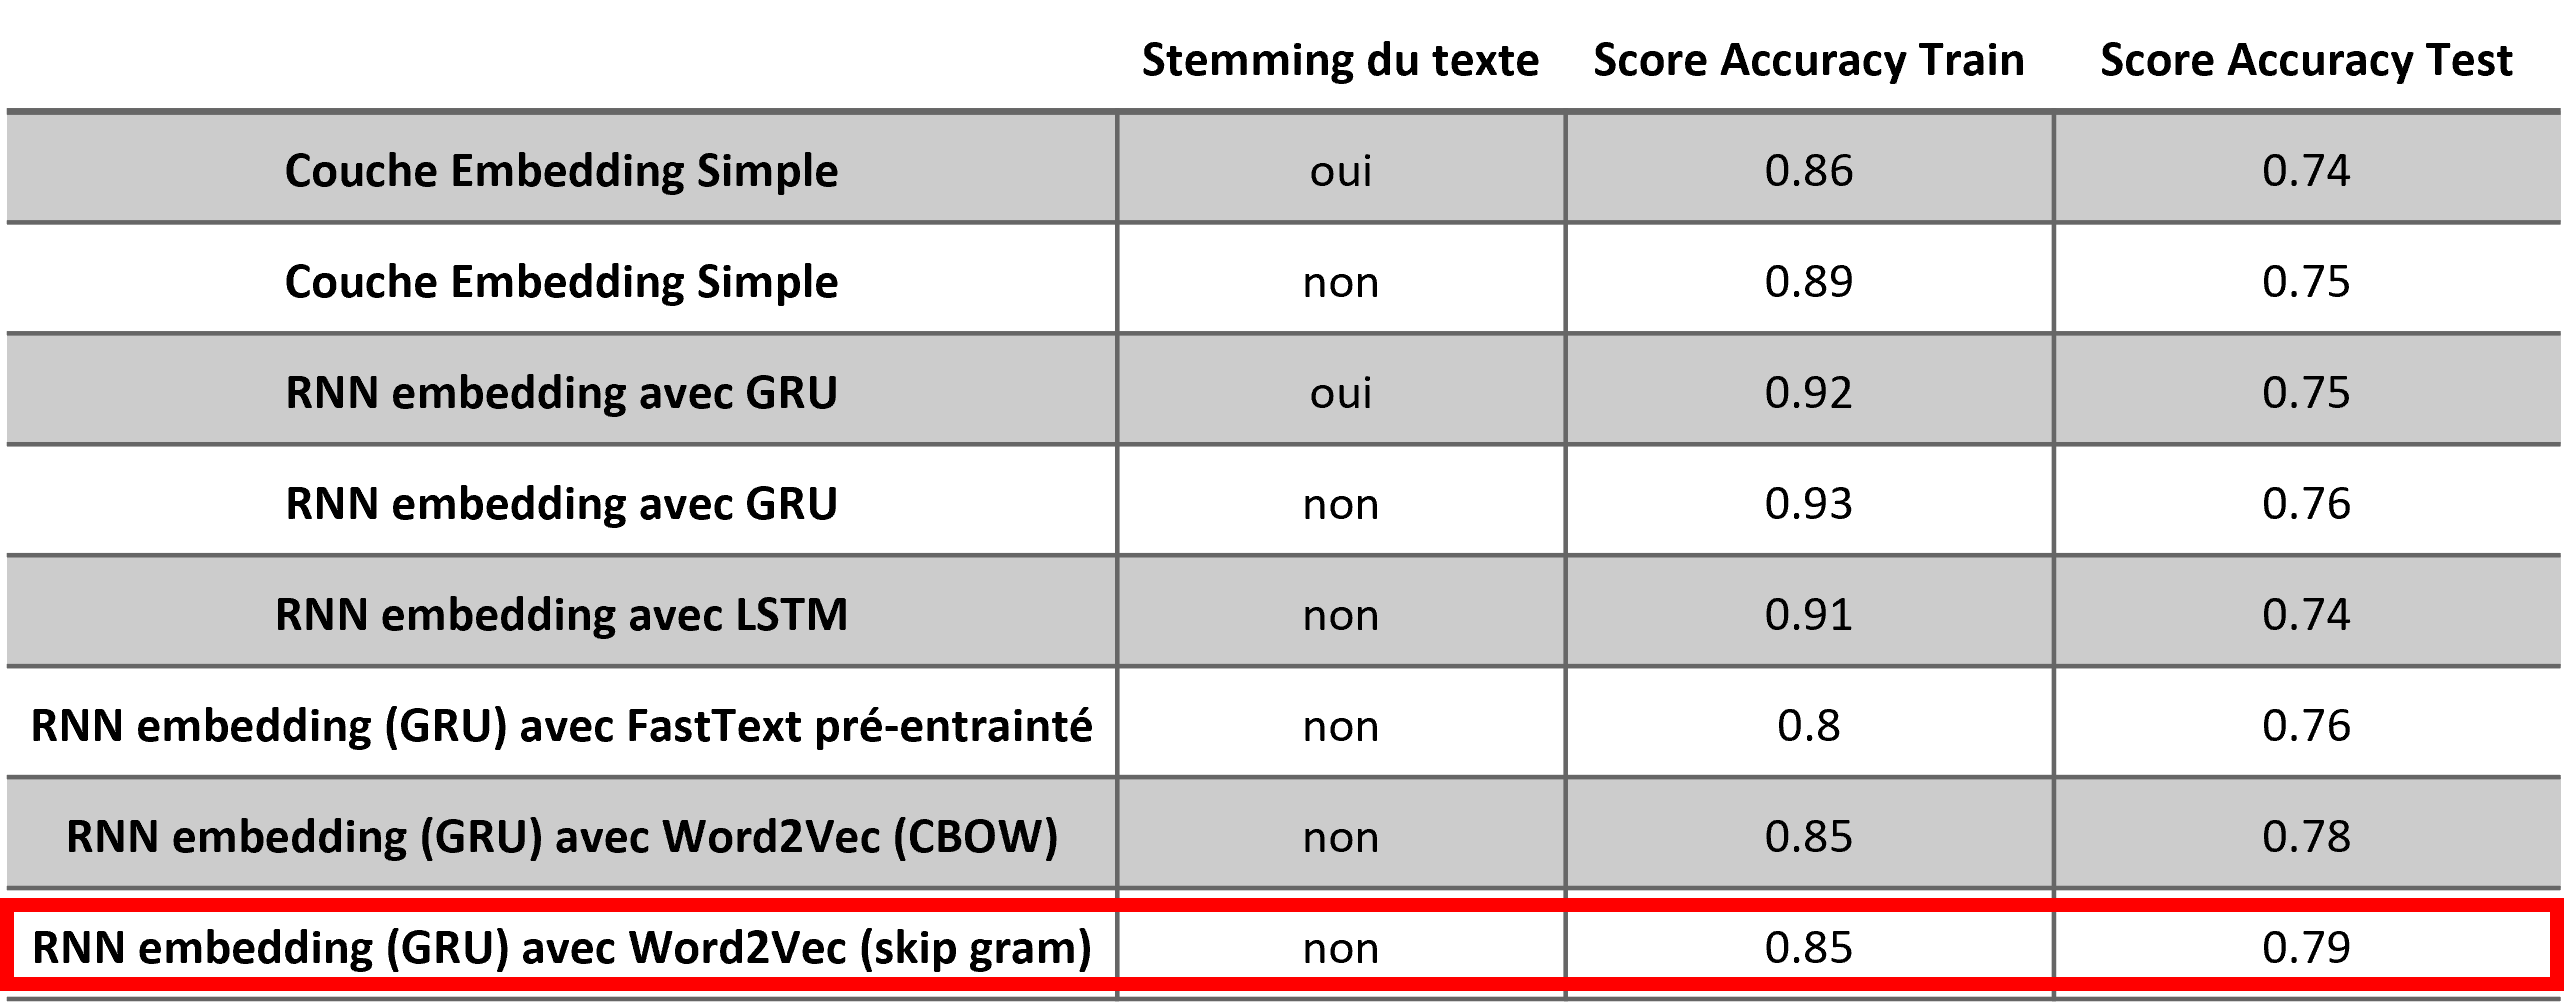 Stemming du texte Score Accuracy Train Score Accuracy Test
Couche Embedding Simple oui 0.86 0.74
Couche Embedding Simple non 0.89 0.75
RNN embedding avec GRU oui 0.92 0.75
RNN embedding avec GRU non 0.93 0.76
RNN embedding avec LSTM non 0.91 0.74
RNN embedding (GRU) avec FastText pré-entrainté non 0.8 0.76
RNN embedding (GRU) avec Word2Vec (CBOW) non 0.85 0.78
RNN embedding (GRU) avec Word2Vec (skip gram) non 0.85 0.79